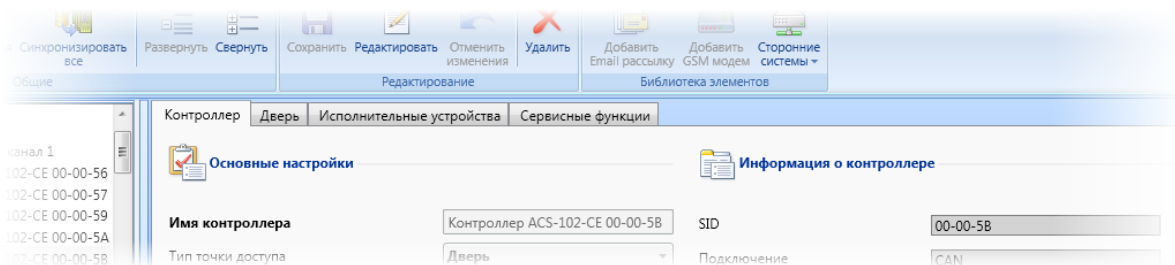 Синхронизировать Развернуть Свернуть Сохранить Редактировать Отменить Удалить Добавить Добавить Сторонние
все изменения Email рассылку GSM модем системы
Общие Редактирование Библиотека элементов
Контроллер Дверь Исполнительные устройства Сервисные функции
канал 1
Основные настройки Информация о контроллере
102-CE 00-00-56
102-CE 00-00-57
102-CE 00-00-59
Имя контроллера Контроллер ACS-102-CE 00-00-5B SID 00-00-5B
102-CE 00-00-5A
102-CE 00-00-5B Тип точки доступа Дверь Подключение CAN